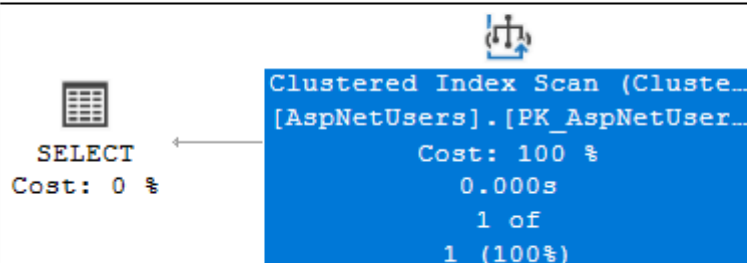 SELECT
Cost: 0 %
Clustered Index Scan (Cluste…
[AspNetUsers].[PK_AspNetUser…
Cost: 100 %
0.000s
1 of
1 (100%)